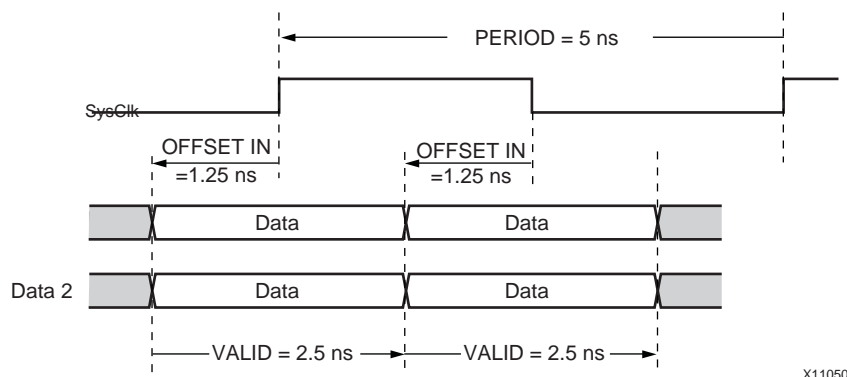 PERIOD = 5 ns
SysClk
OFFSET IN
=1.25 ns
OFFSET IN
=1.25 ns
Data
Data
Data 2
Data
Data
VALID = 2.5 ns
VALID = 2.5 ns
X11050